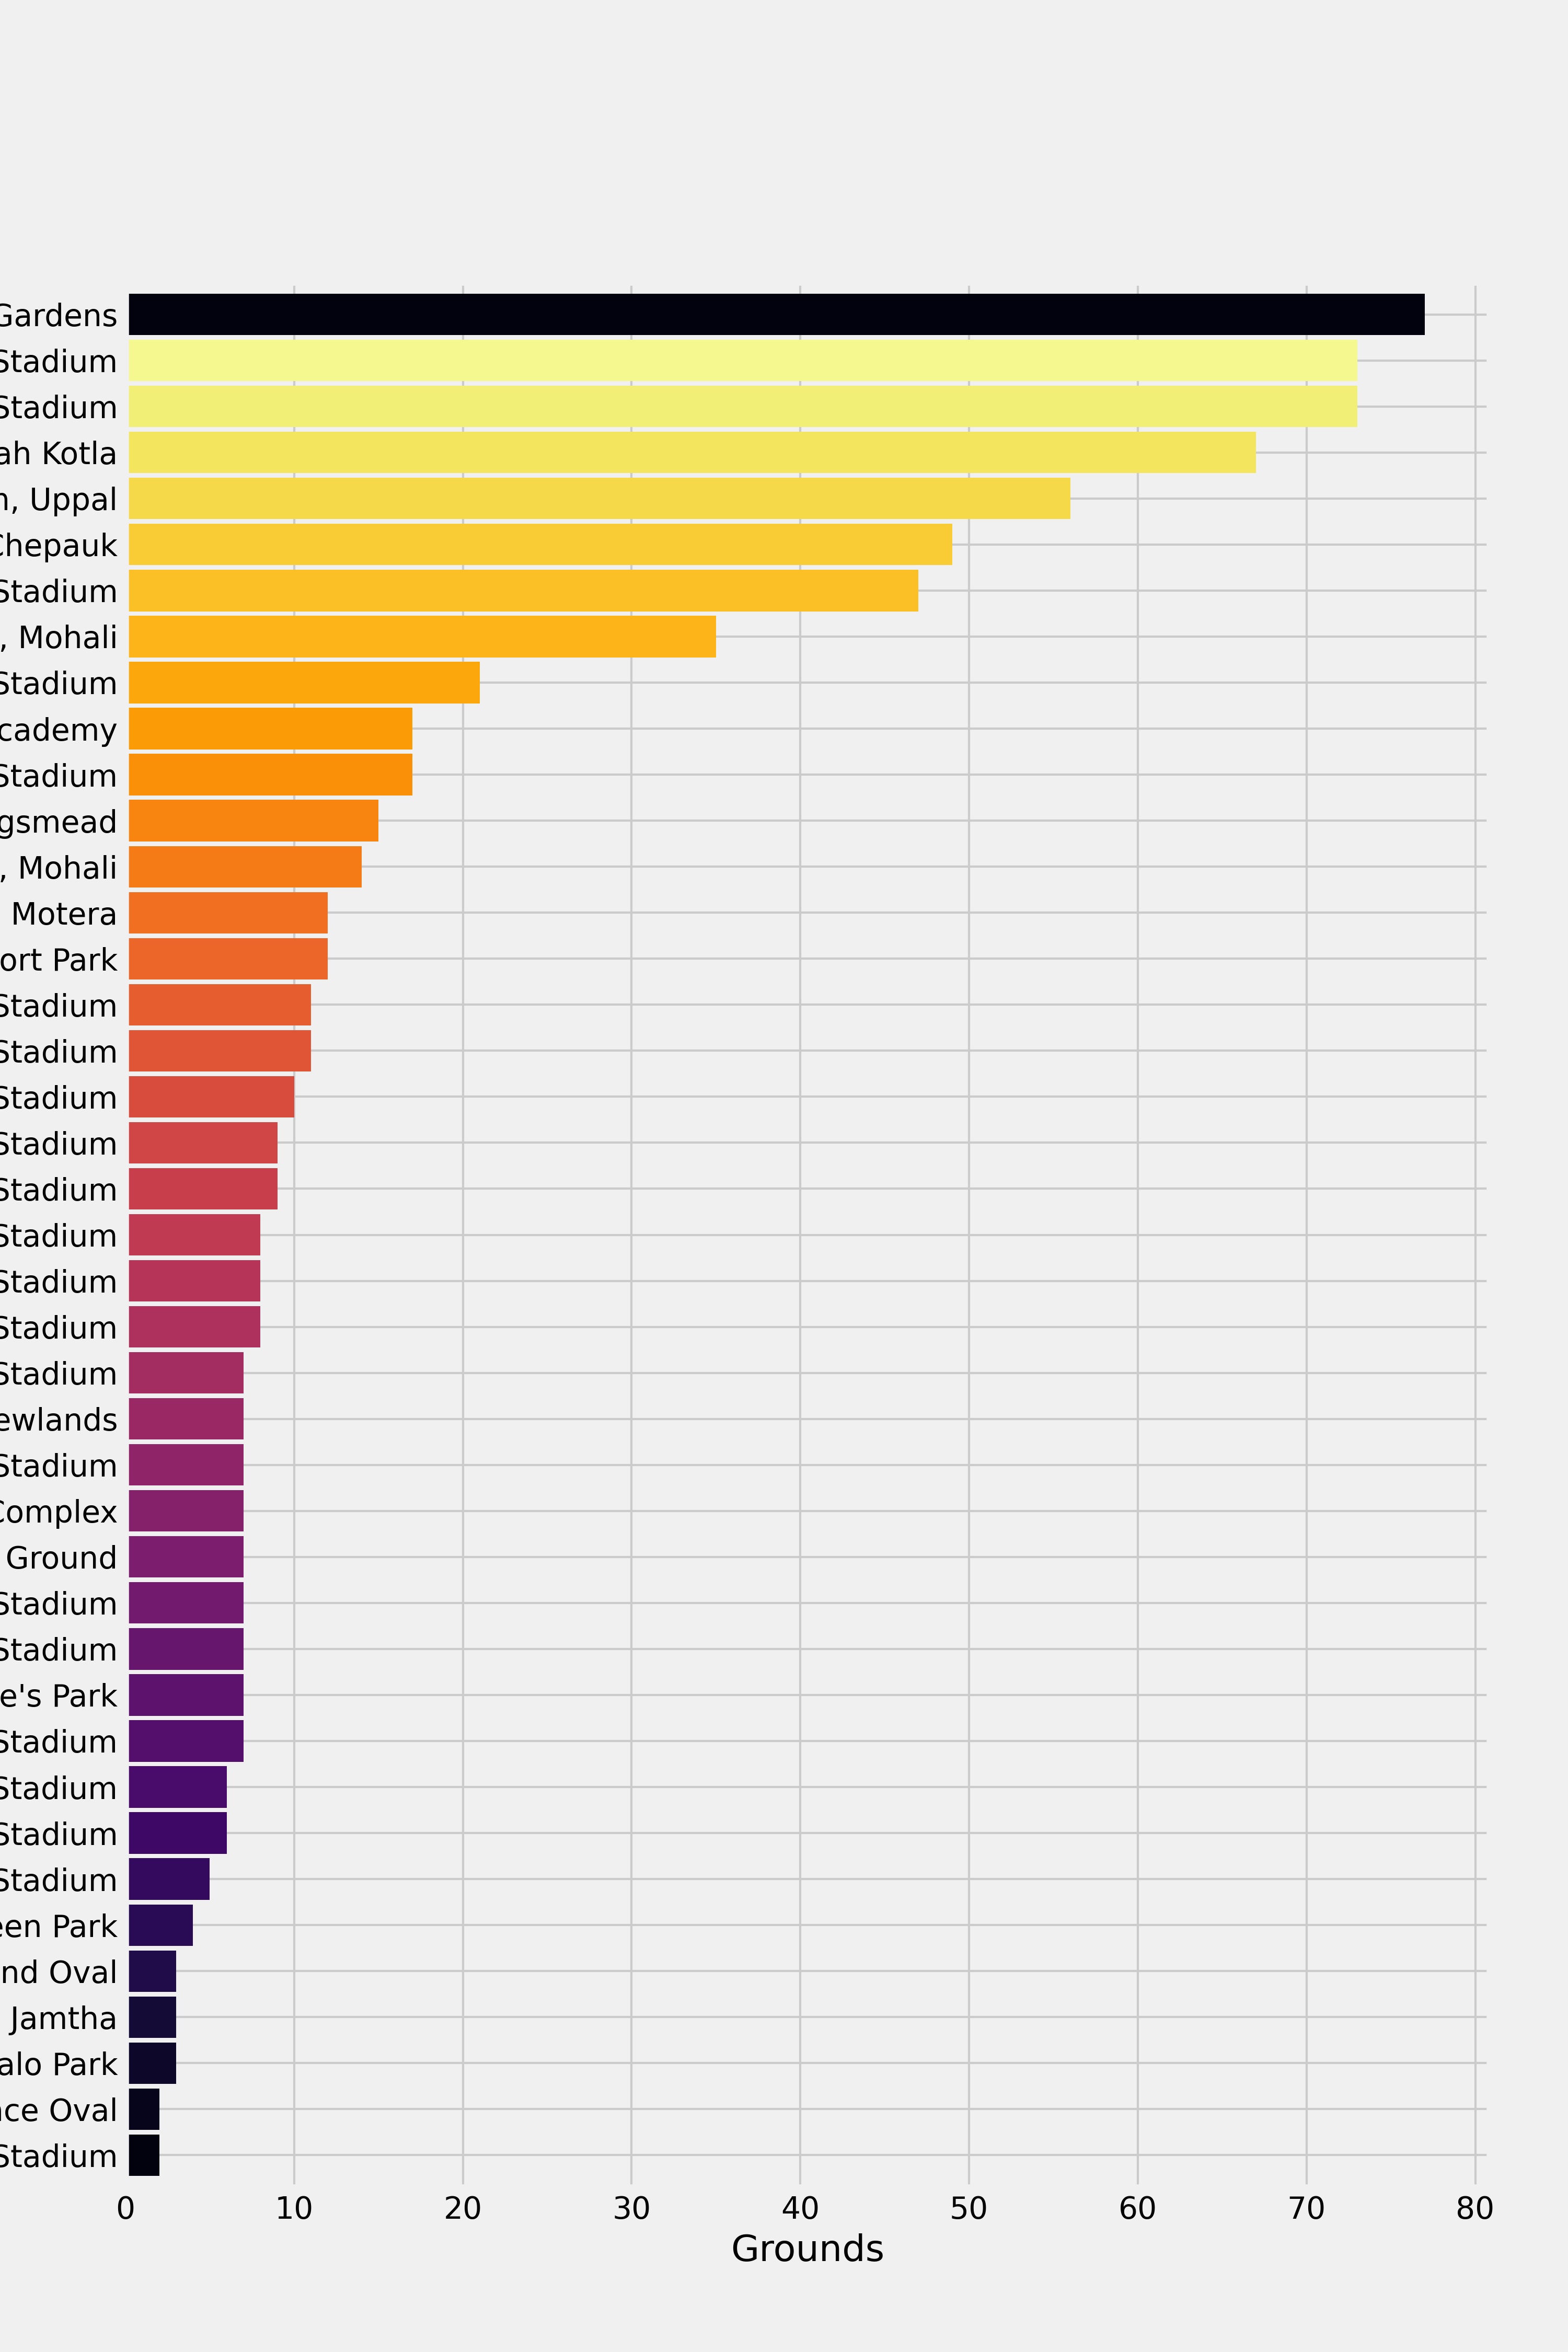 Gardens
Stadium
Stadium
ah Kotla
, Uppal
Chepauk
Stadium
, Mohali
Stadium
cademy
Stadium
gsmead
, Mohali
Motera
ort Park
Stadium
Stadium
Stadium
Stadium
Stadium
Stadium
Stadium
Stadium
Stadium
ewlands
Stadium
Complex
Ground
Stadium
Stadium
e's Park
Stadium
Stadium
Stadium
Stadium
een Park
nd Oval
Jamtha
alo Park
ce Oval
Stadium
0 10 20 30 40 50 60 70 80
Grounds